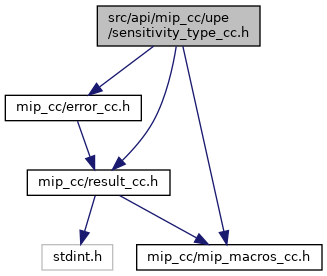 src/api/mip_cc/upe
/sensitivity_type_cc.h
mip_cc/error_cc.h
mip_cc/result_cc.h
stdint.h
mip_cc/mip_macros_cc.h